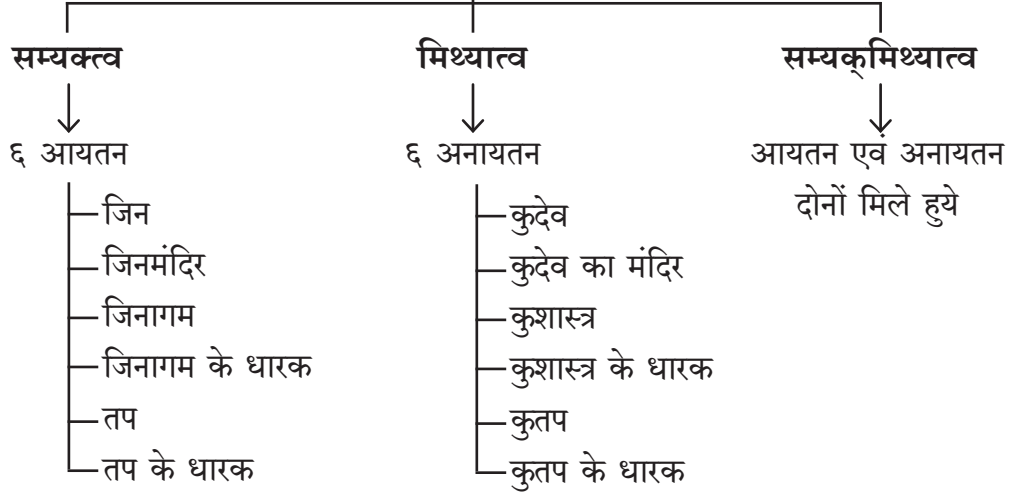 सम्यक्त्व
मिथ्यात्व
सम्यक्‌मिथ्यात्व
६ आयतन
६ अनायतन
आयतन एवं अनायतन
दोनों मिले हुये
जिन
जिनमंदिर
जिनागम
जिनागम के धारक
तप
तप के धारक
कुदेव
कुदेव का मंदिर
कुशास्त्र
कुशास्त्र के धारक
कुतप
कुतप के धारक